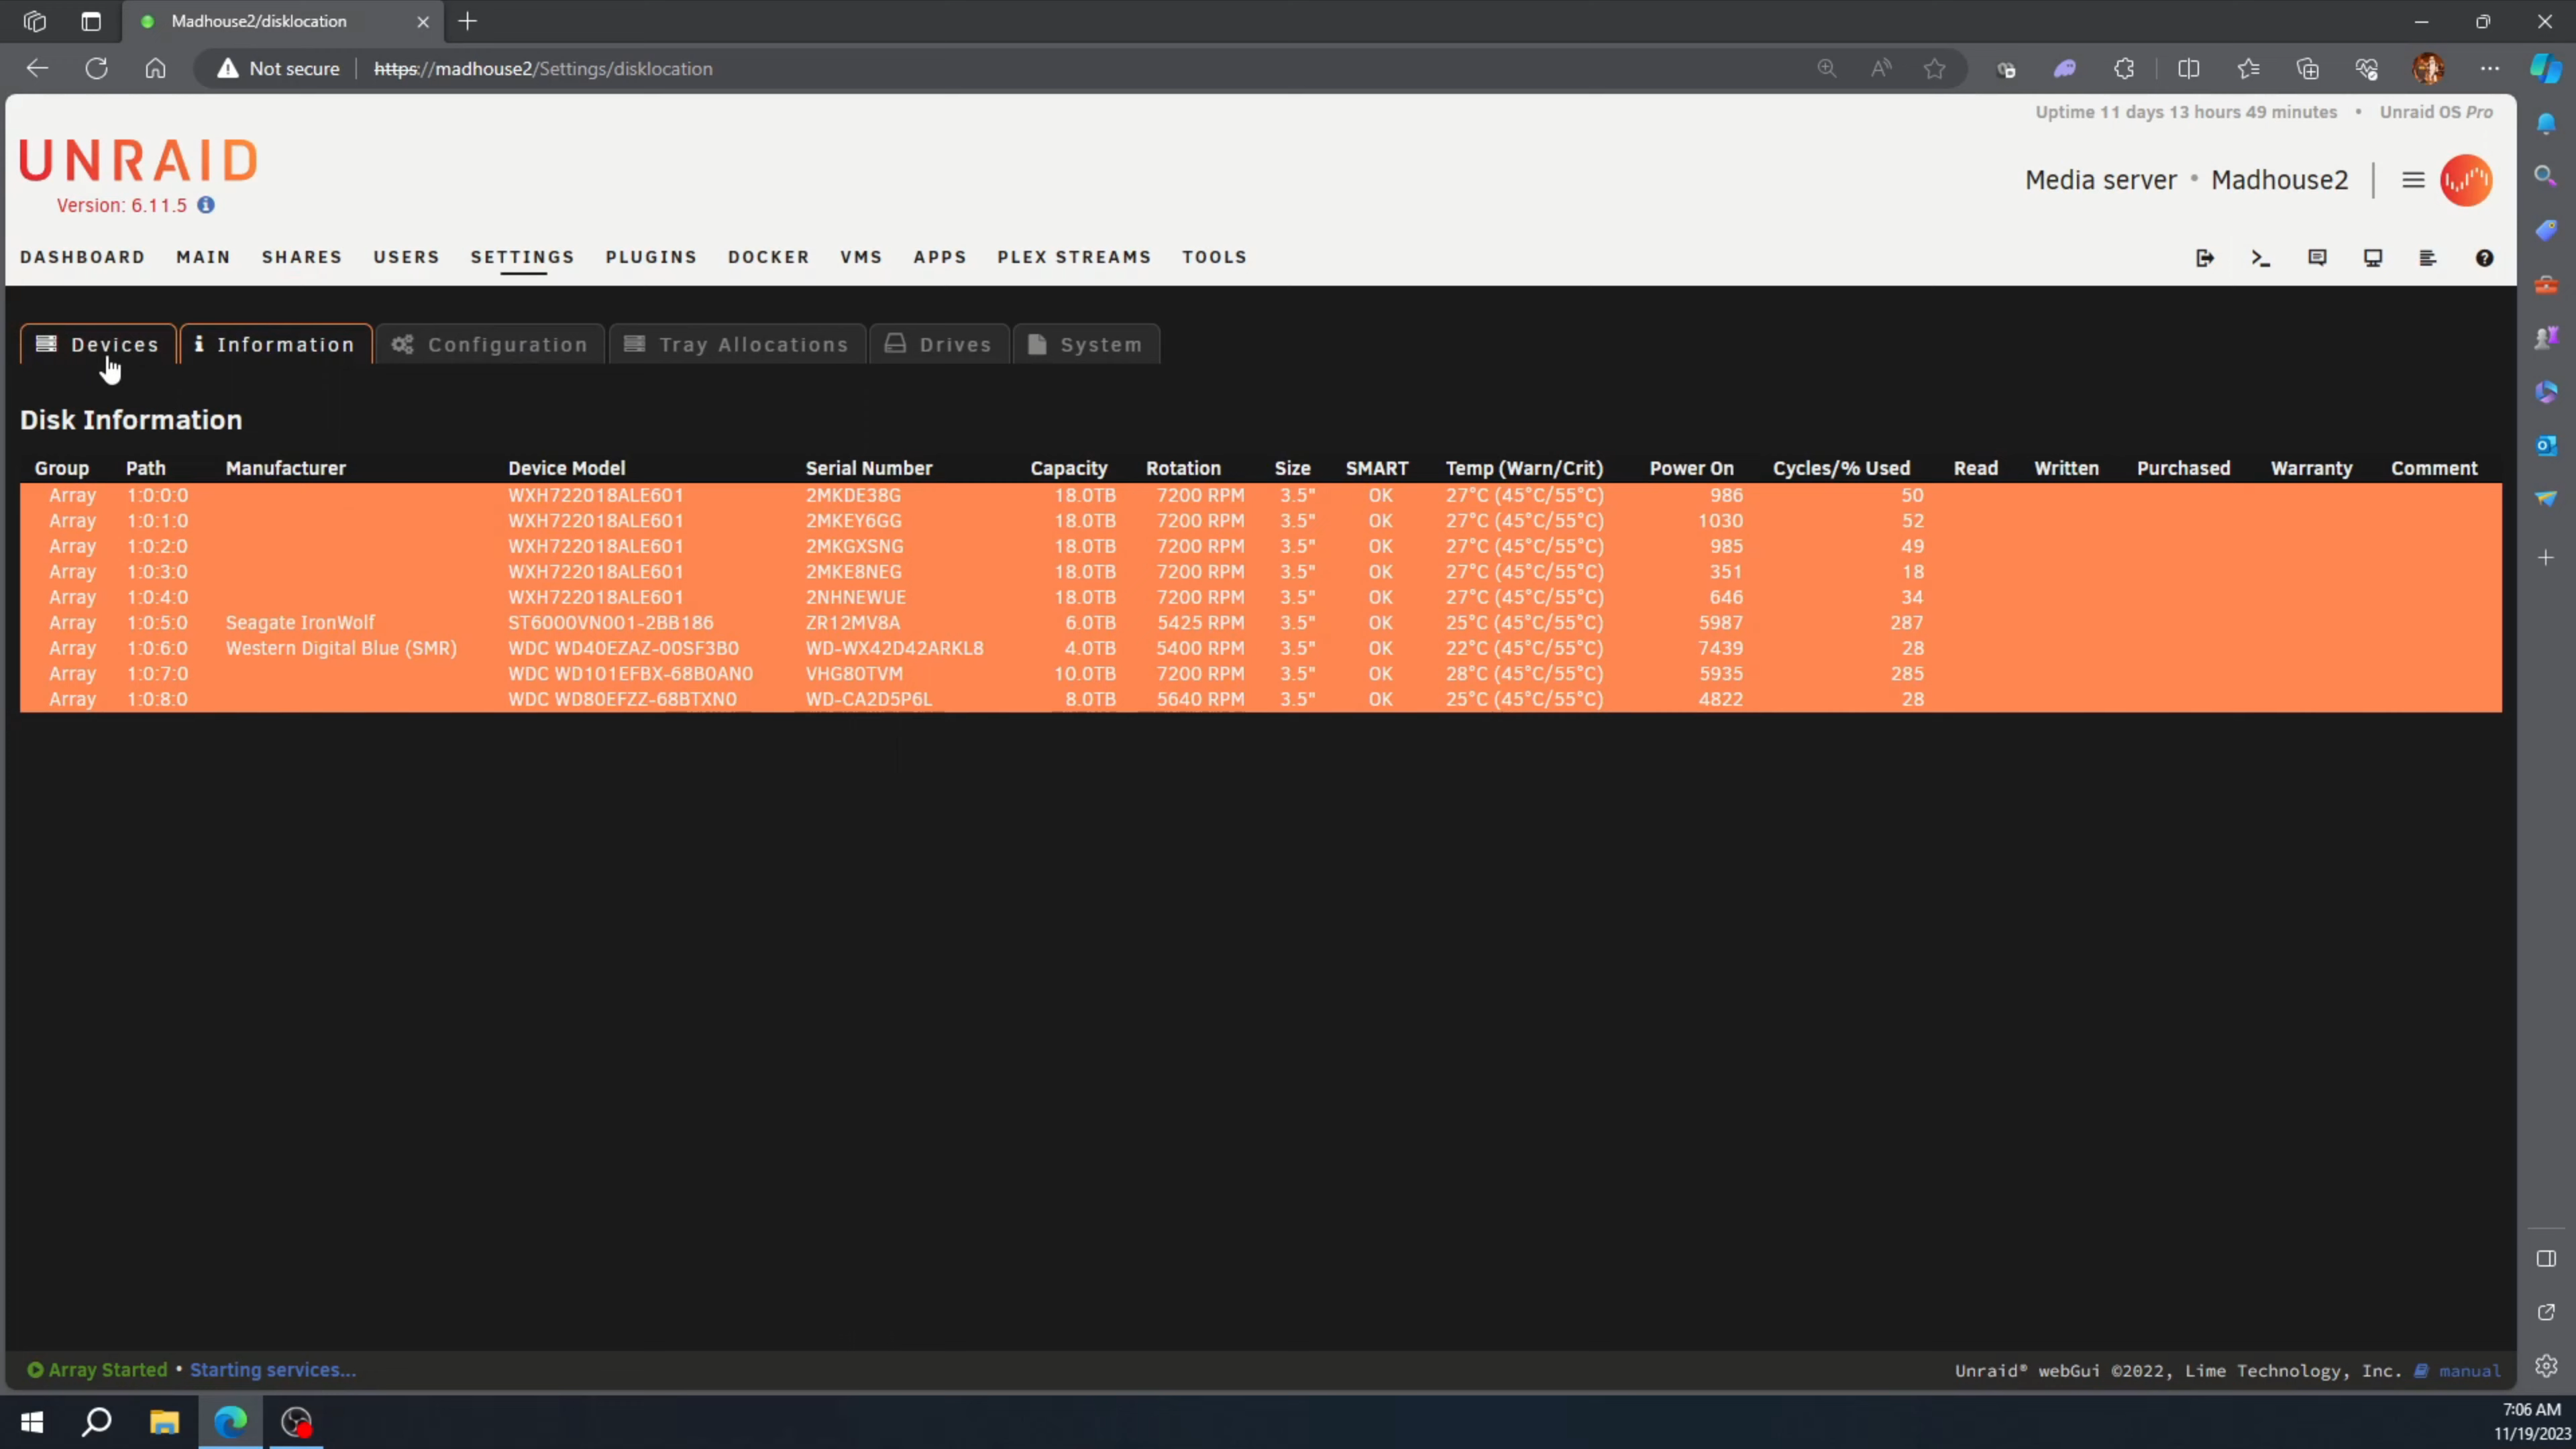 Madhouse2/disklocation
Not secure https://madhouse2/Settings/disklocation
Uptime 11 days 13 hours 49 minutes • Unraid OS Pro
UNRAID
Version: 6.11.5
Media server • Madhouse2
DASHBOARD MAIN SHARES USERS SETTINGS PLUGINS DOCKER VMS APPS PLEX STREAMS TOOLS
Devices Information Configuration Tray Allocations Drives System
Disk Information
Group Path Manufacturer Device Model Serial Number Capacity Rotation Size SMART Temp (Warn/Crit) Power On Cycles/% Used Read Written Purchased Warranty Comment
Array 1:0:0:0 WXH722018ALE601 2MKDE38G 18.0TB 7200 RPM 3.5" OK 27°C (45°C/55°C) 986 50
Array 1:0:1:0 WXH722018ALE601 2MKEY6GG 18.0TB 7200 RPM 3.5" OK 27°C (45°C/55°C) 1030 52
Array 1:0:2:0 WXH722018ALE601 2MKGXSNG 18.0TB 7200 RPM 3.5" OK 27°C (45°C/55°C) 985 49
Array 1:0:3:0 WXH722018ALE601 2MKE8NEG 18.0TB 7200 RPM 3.5" OK 27°C (45°C/55°C) 351 18
Array 1:0:4:0 WXH722018ALE601 2NHNEWUE 18.0TB 7200 RPM 3.5" OK 27°C (45°C/55°C) 646 34
Array 1:0:5:0 Seagate IronWolf ST6000VN001-2BB186 ZR12MV8A 6.0TB 5425 RPM 3.5" OK 25°C (45°C/55°C) 5987 287
Array 1:0:6:0 Western Digital Blue (SMR) WDC WD40EZAZ-00SF3B0 WD-WX42D42ARKL8 4.0TB 5400 RPM 3.5" OK 22°C (45°C/55°C) 7439 28
Array 1:0:7:0 WDC WD101EFBX-68B0AN0 VHG80TVM 10.0TB 7200 RPM 3.5" OK 28°C (45°C/55°C) 5935 285
Array 1:0:8:0 WDC WD80EFZZ-68BTXN0 WD-CA2D5P6L 8.0TB 5640 RPM 3.5" OK 25°C (45°C/55°C) 4822 28
Array Started • Starting services...
Unraid® webGui ©2022, Lime Technology, Inc. manual
7:06 AM
11/19/2023